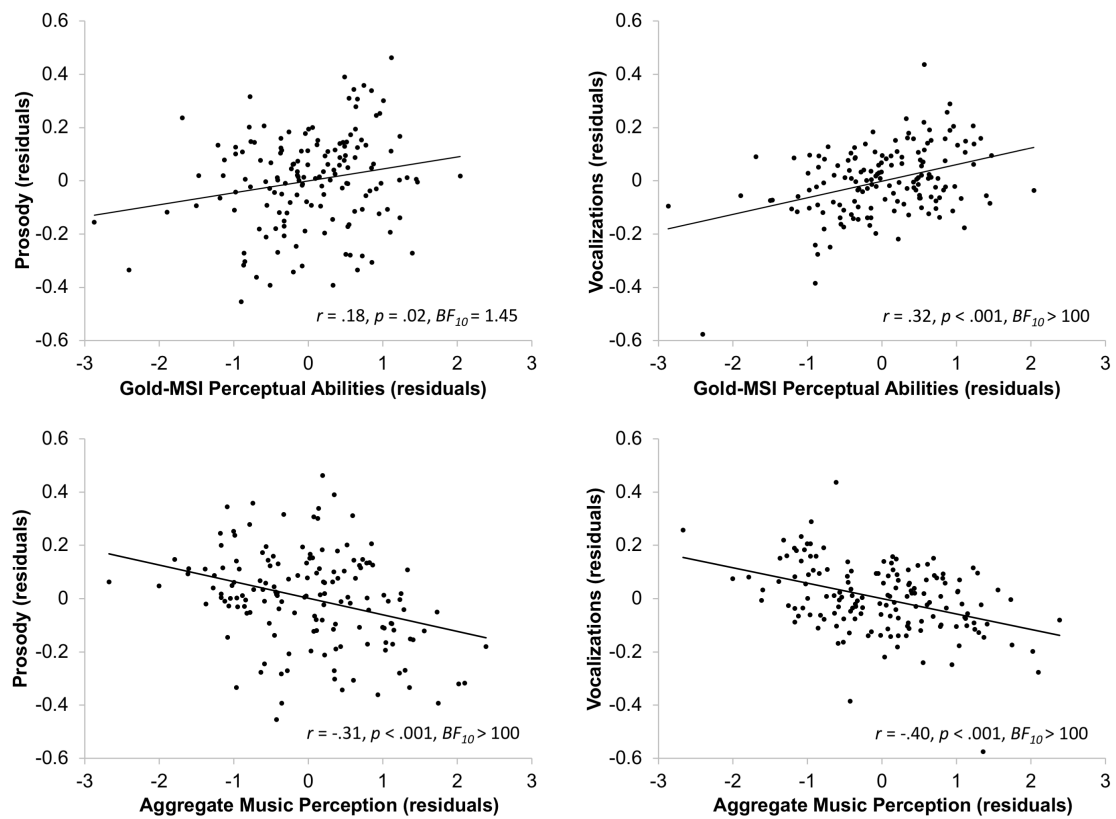 0.6
0.4
0.2
0
-0.2
-0.4
-0.6
Prosody (residuals)
r = .18, p = .02, BF10 = 1.45
-3 -2 -1 0 1 2 3
Gold-MSI Perceptual Abilities (residuals)
0.6
0.4
0.2
0
-0.2
-0.4
-0.6
Vocalizations (residuals)
r = .32, p < .001, BF10 > 100
-3 -2 -1 0 1 2 3
Gold-MSI Perceptual Abilities (residuals)
0.6
0.4
0.2
0
-0.2
-0.4
-0.6
Prosody (residuals)
r = -.31, p < .001, BF10 > 100
-3 -2 -1 0 1 2 3
Aggregate Music Perception (residuals)
0.6
0.4
0.2
0
-0.2
-0.4
-0.6
Vocalizations (residuals)
r = -.40, p < .001, BF10 > 100
-3 -2 -1 0 1 2 3
Aggregate Music Perception (residuals)